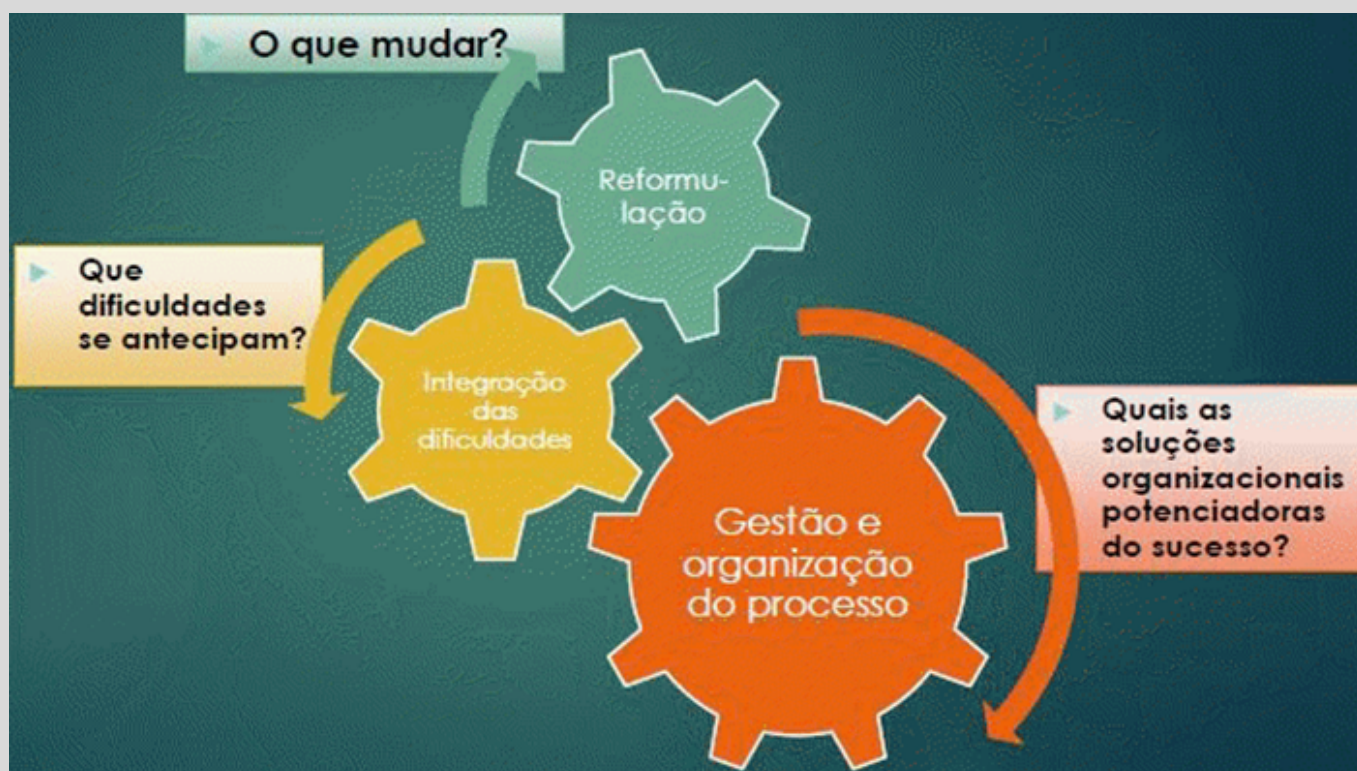 O que mudar?
Reformu-
lação
Que
dificuldades
se antecipam?
Integração
das
dificuldades
Quais as
soluções
organizacionais
potenciadoras
do sucesso?
Gestão e
organização
do processo